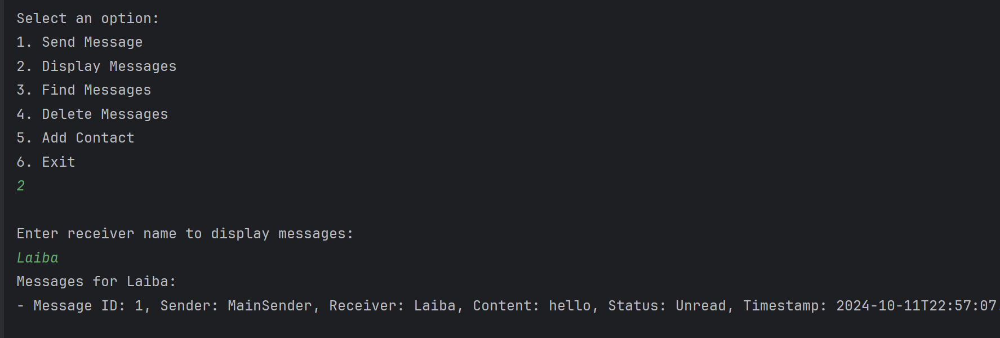 Select an option:
1. Send Message
2. Display Messages
3. Find Messages
4. Delete Messages
5. Add Contact
6. Exit
2
Enter receiver name to display messages:
Laiba
Messages for Laiba:
- Message ID: 1, Sender: MainSender, Receiver: Laiba, Content: hello, Status: Unread, Timestamp: 2024-10-11T22:57:07.